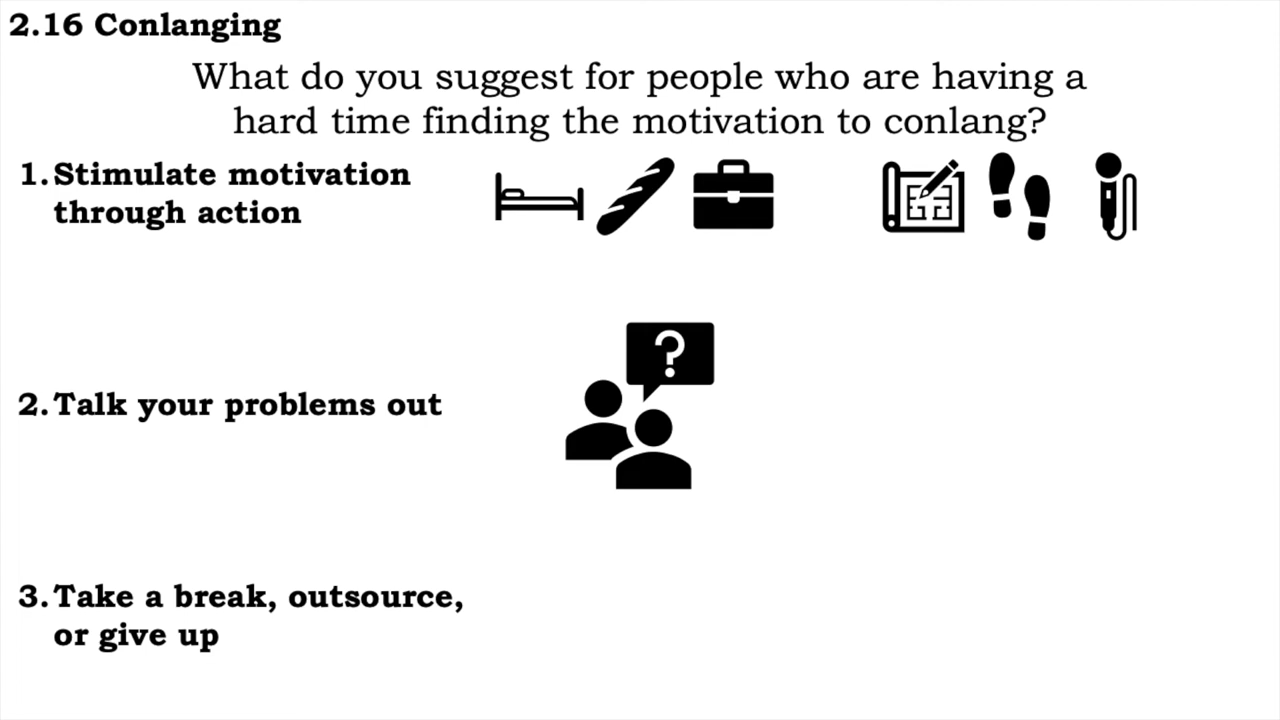 2.16 Conlanging
What do you suggest for people who are having a
hard time finding the motivation to conlang?
1. Stimulate motivation
through action
?
2. Talk your problems out
3. Take a break, outsource,
or give up